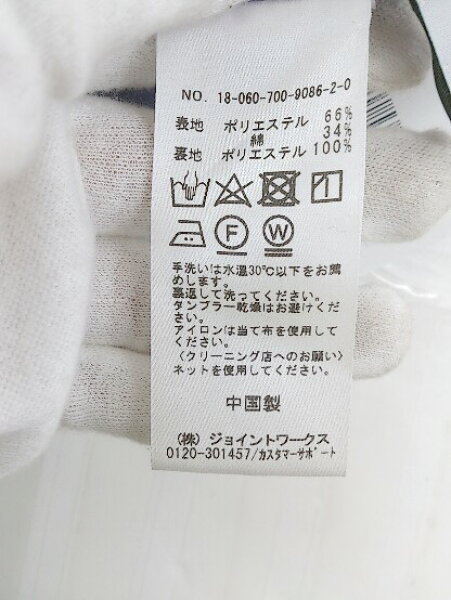 NO. 18-060-700-9086-2-0
表地 ポリエステル 66%
綿 34%
裏地 ポリエステル 100%
F W
手洗いは水温30℃以下をお薦
めします。
裏返して洗ってください。
タンブラー乾燥はお避けくださ
い。
アイロンは当て布を使用して
ください。
〈クリーニング店へのお願い〉
ネットを使用してください。
中国製
(株) ジョイントワークス
0120-301457/カスタマーサポート